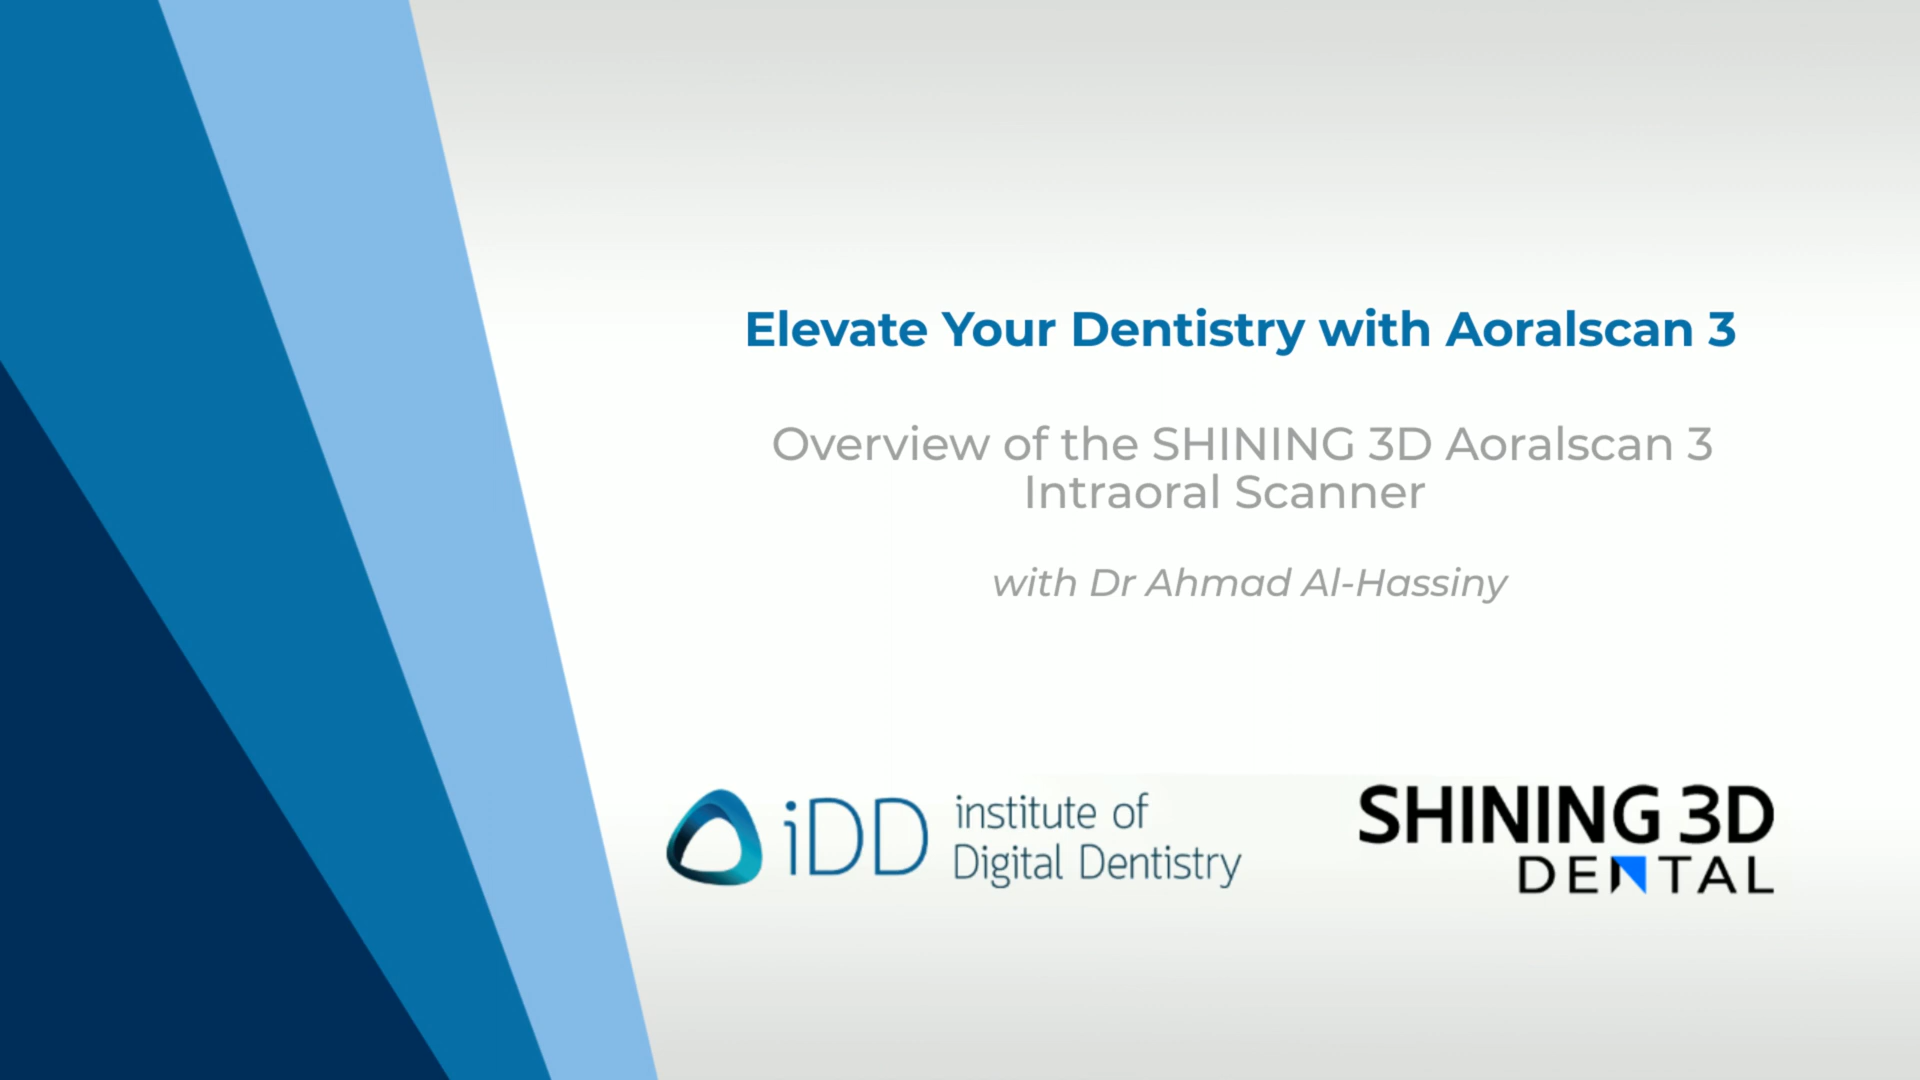 Elevate Your Dentistry with Aoralscan 3
Overview of the SHINING 3D Aoralscan 3
Intraoral Scanner
with Dr Ahmad Al-Hassiny
iDD
institute of
Digital Dentistry
SHINING 3D
DENTAL